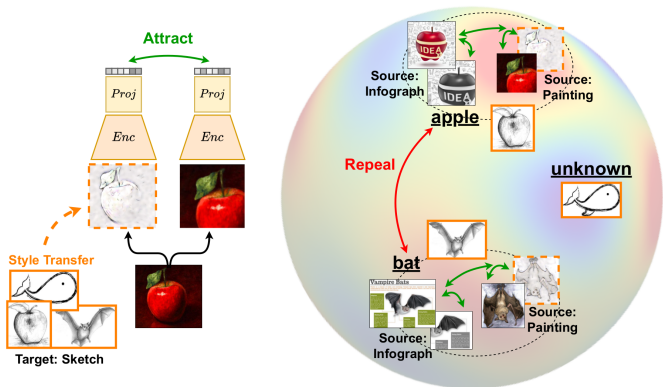 Attract
Proj
Proj
Enc
Enc
Style Transfer
Target: Sketch
IDEA
IDEA
Source:
Infograph
Source:
Painting
apple
Repeal
unknown
bat
Vampire Bats
Source:
Infograph
Source:
Painting